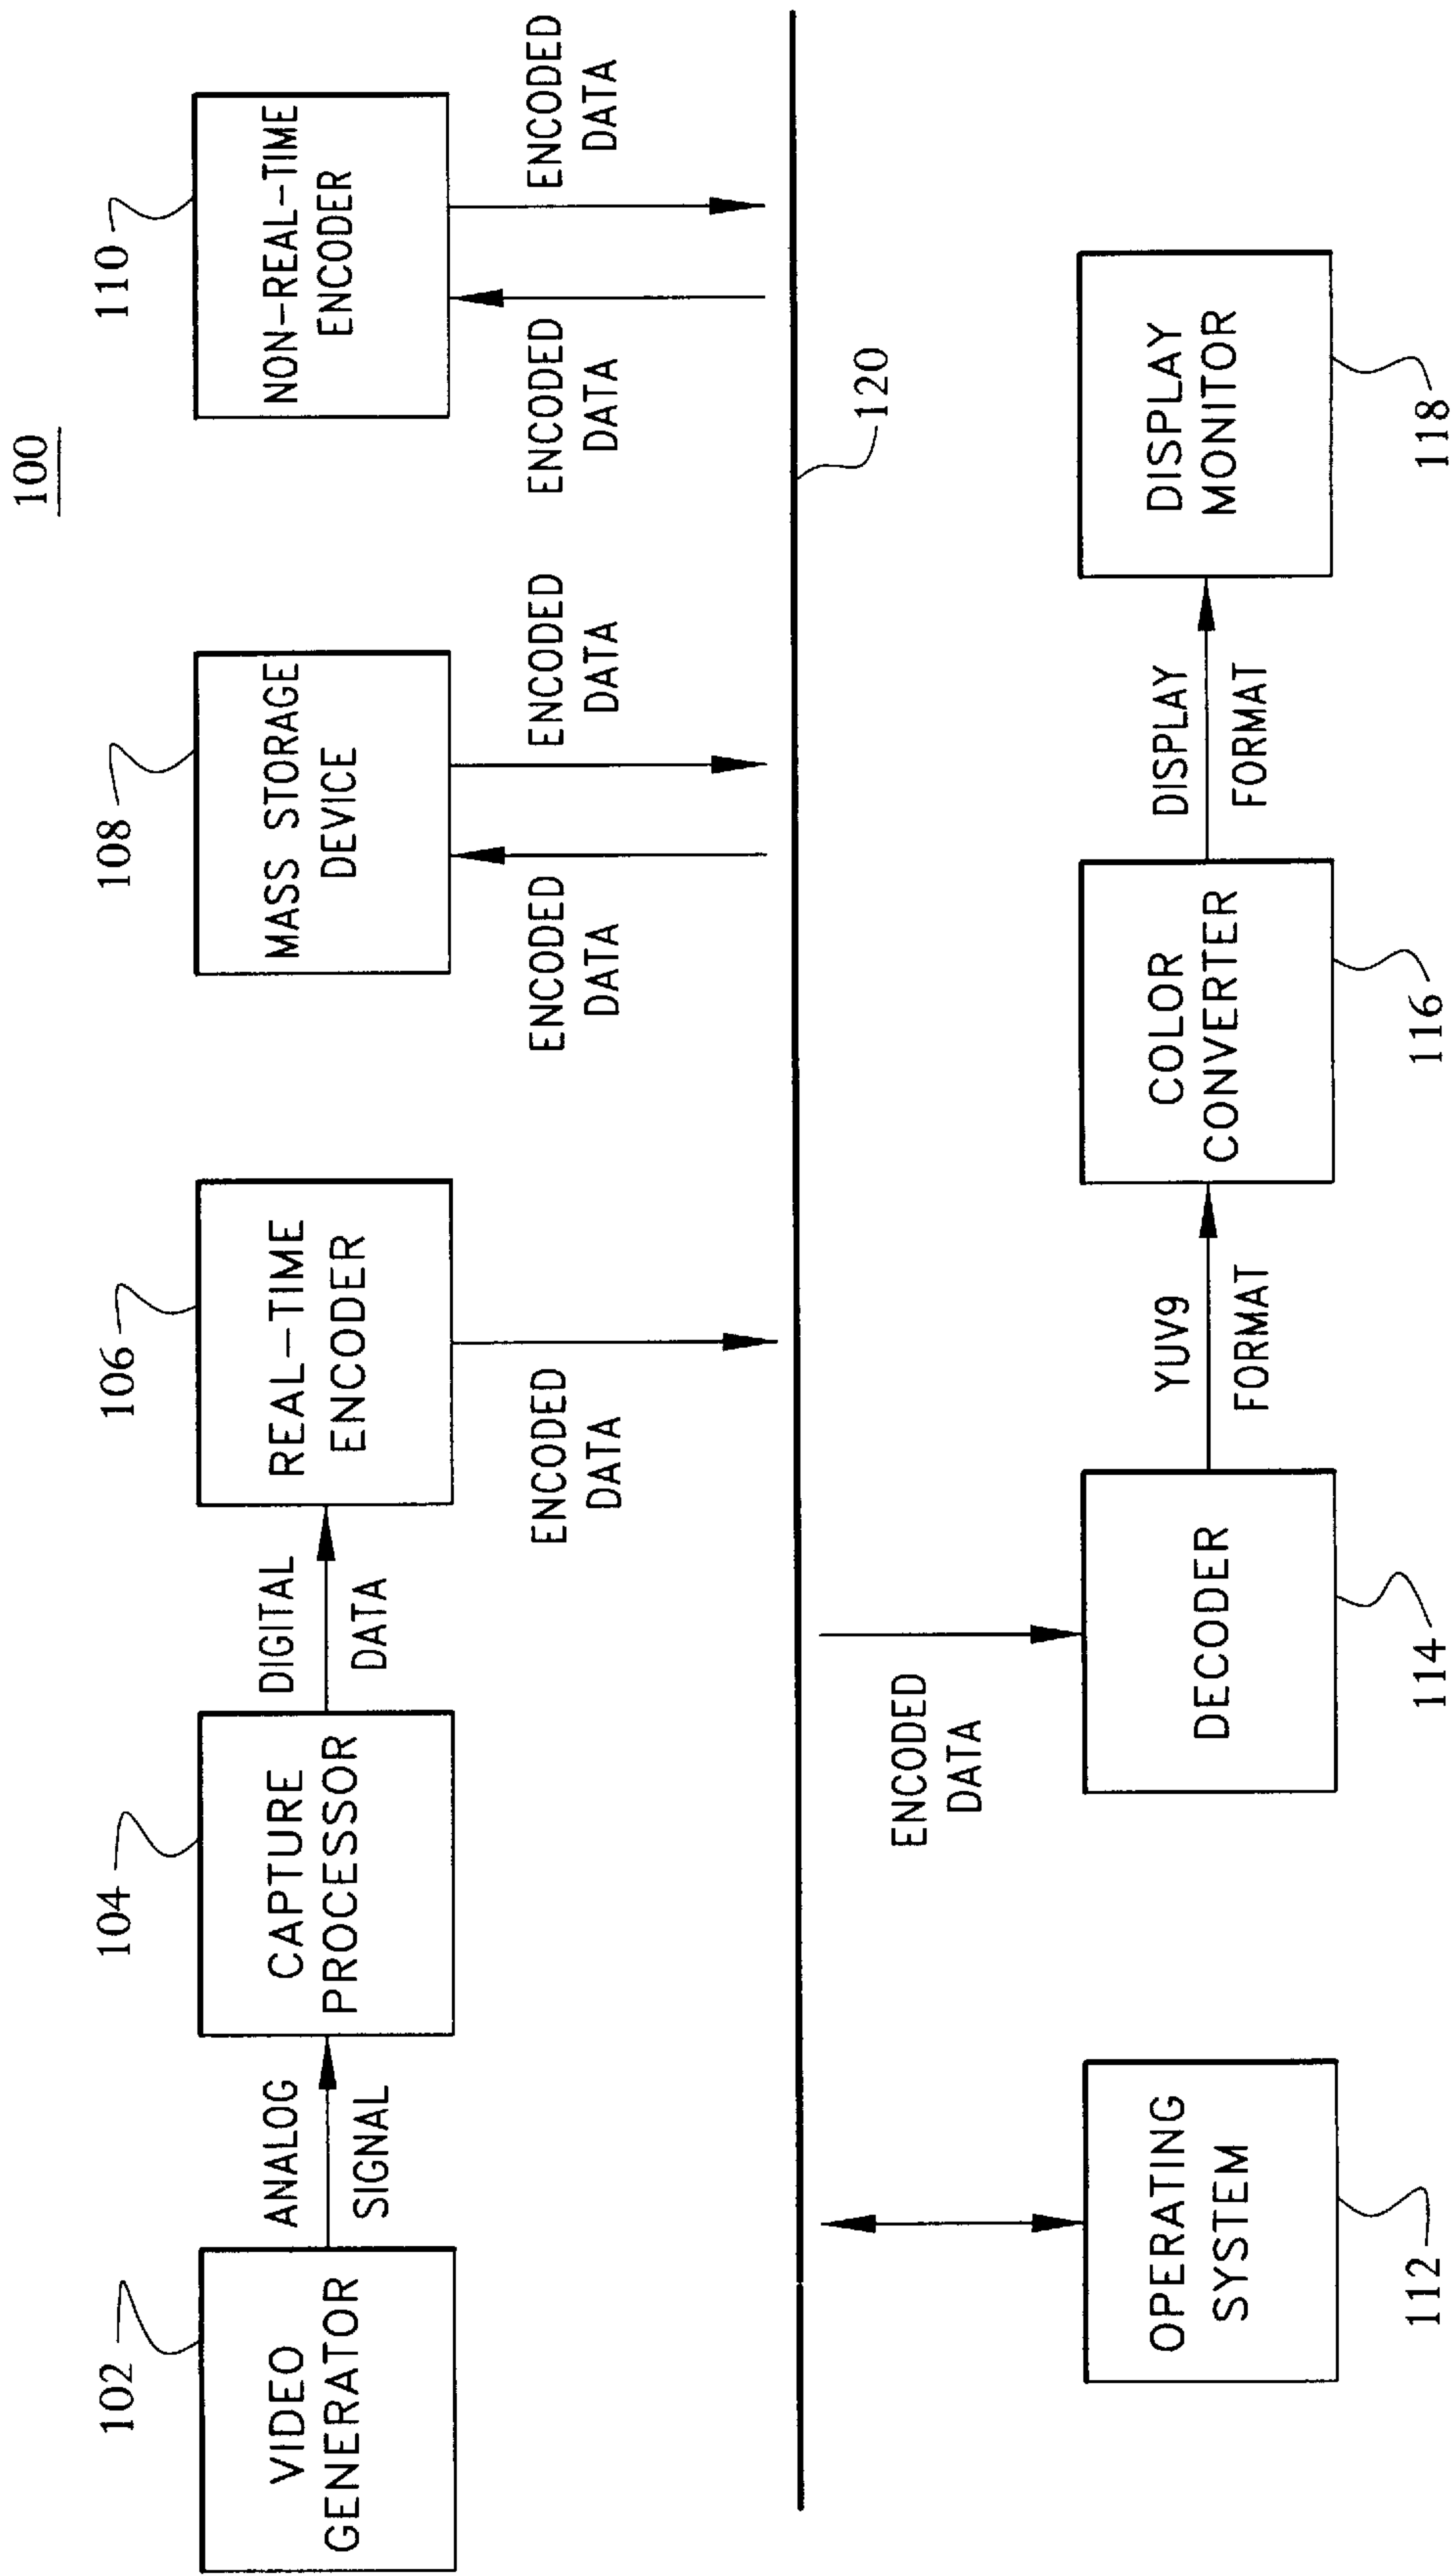 100
102
VIDEO
GENERATOR
ANALOG
SIGNAL
104
CAPTURE
PROCESSOR
DIGITAL
DATA
106
REAL-TIME
ENCODER
ENCODED
DATA
108
MASS STORAGE
DEVICE
ENCODED
DATA
ENCODED
DATA
110
NON-REAL-TIME
ENCODER
ENCODED
DATA
ENCODED
DATA
120
OPERATING
SYSTEM
112
ENCODED
DATA
DECODER
114
YUV9
FORMAT
COLOR
CONVERTER
116
DISPLAY
FORMAT
DISPLAY
MONITOR
118